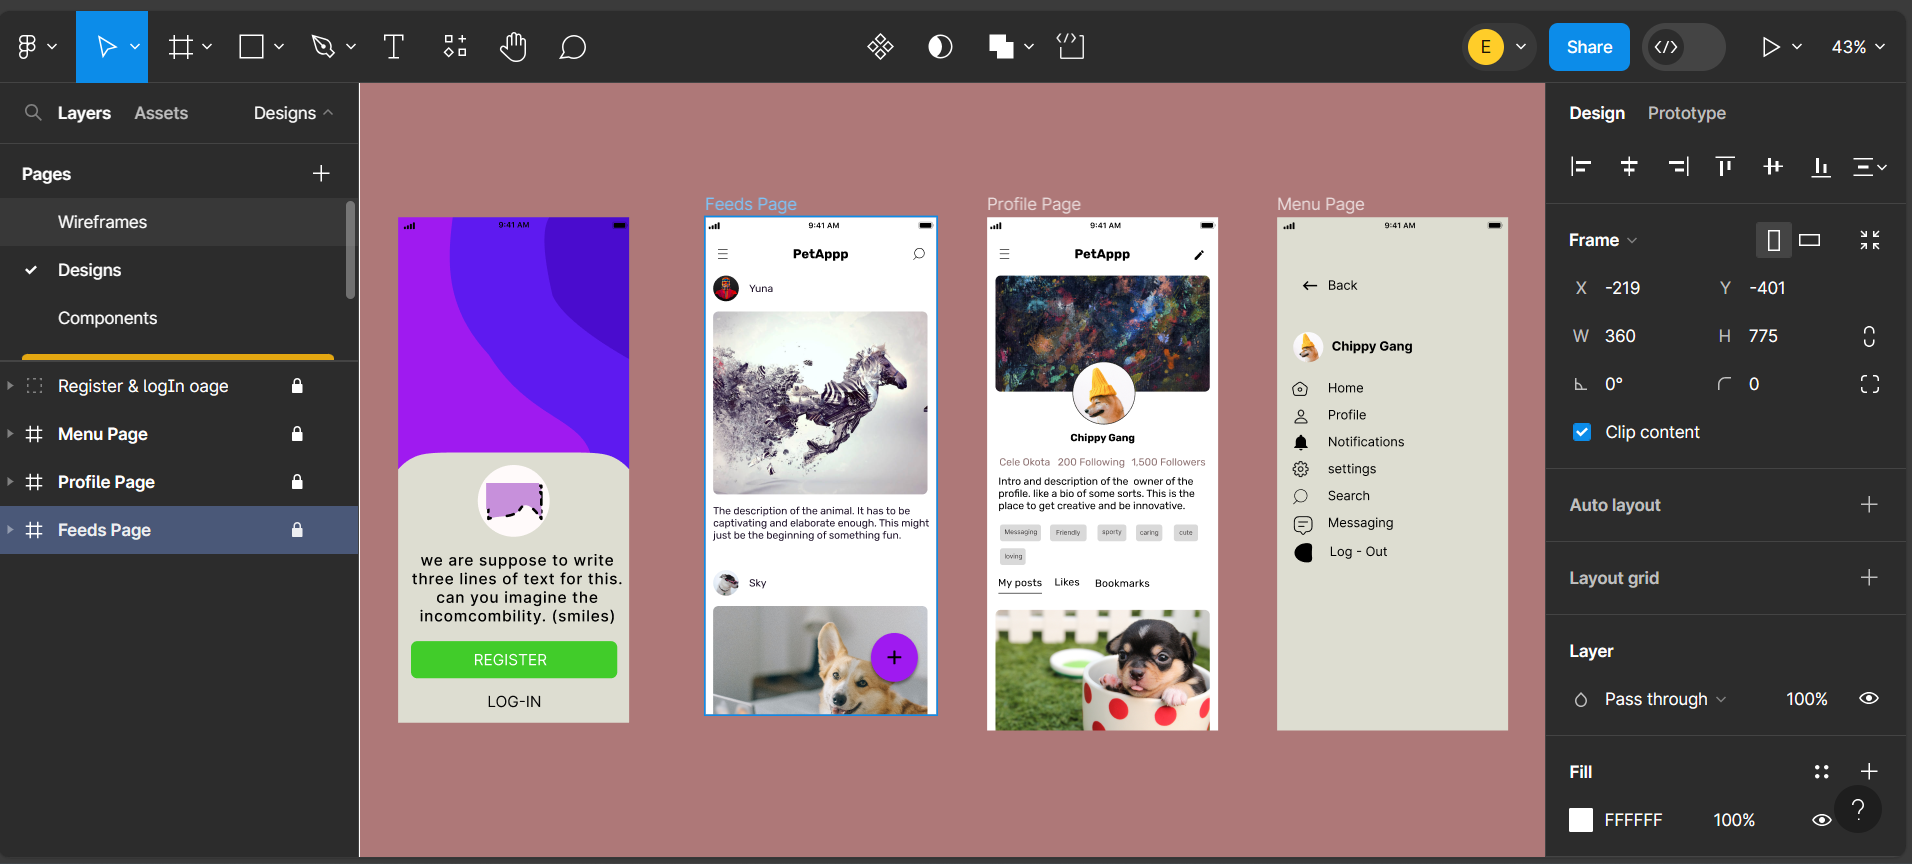 E
Share
43%
Layers
Assets
Designs
Design
Prototype
Pages
Wireframes
Designs
Components
Register & logIn oage
Menu Page
Profile Page
Feeds Page
9:41 AM
we are suppose to write
three lines of text for this.
can you imagine the
incomcombility. (smiles)
REGISTER
LOG-IN
Feeds Page
9:41 AM
PetAppp
Yuna
The description of the animal. It has to be
captivating and elaborate enough. This might
just be the beginning of something fun.
Sky
+
Profile Page
9:41 AM
PetAppp
Chippy Gang
Cele Okota 200 Following 1,500 Followers
Intro and description of the owner of the
profile. like a bio of some sorts. This is the
place to get creative and be innovative.
Messaging Friendly sporty caring cute
loving
My posts Likes Bookmarks
Menu Page
9:41 AM
Back
Chippy Gang
Home
Profile
Notifications
settings
Search
Messaging
Log - Out
Frame
X -219 Y -401
W 360 H 775
0° 0
Clip content
Auto layout
Layout grid
Layer
Pass through 100%
Fill
FFFFFF 100%
?